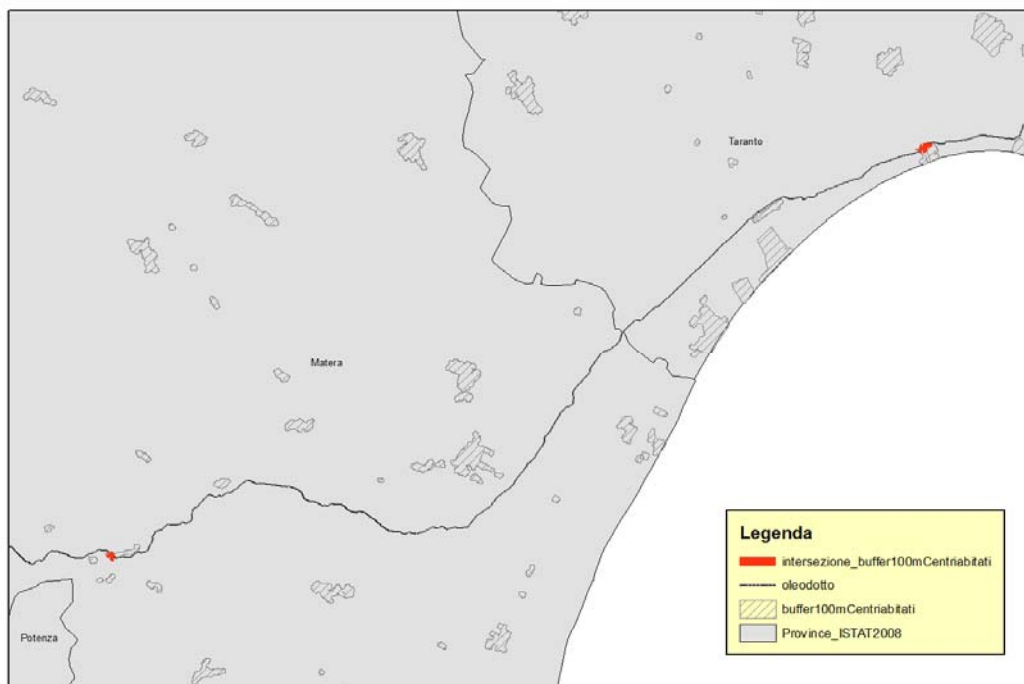 Taranto
Matera
Potenza
Legenda
intersezione_buffer100mCentriabitati
oleodotto
buffer100mCentriabitati
Province_ISTAT2008